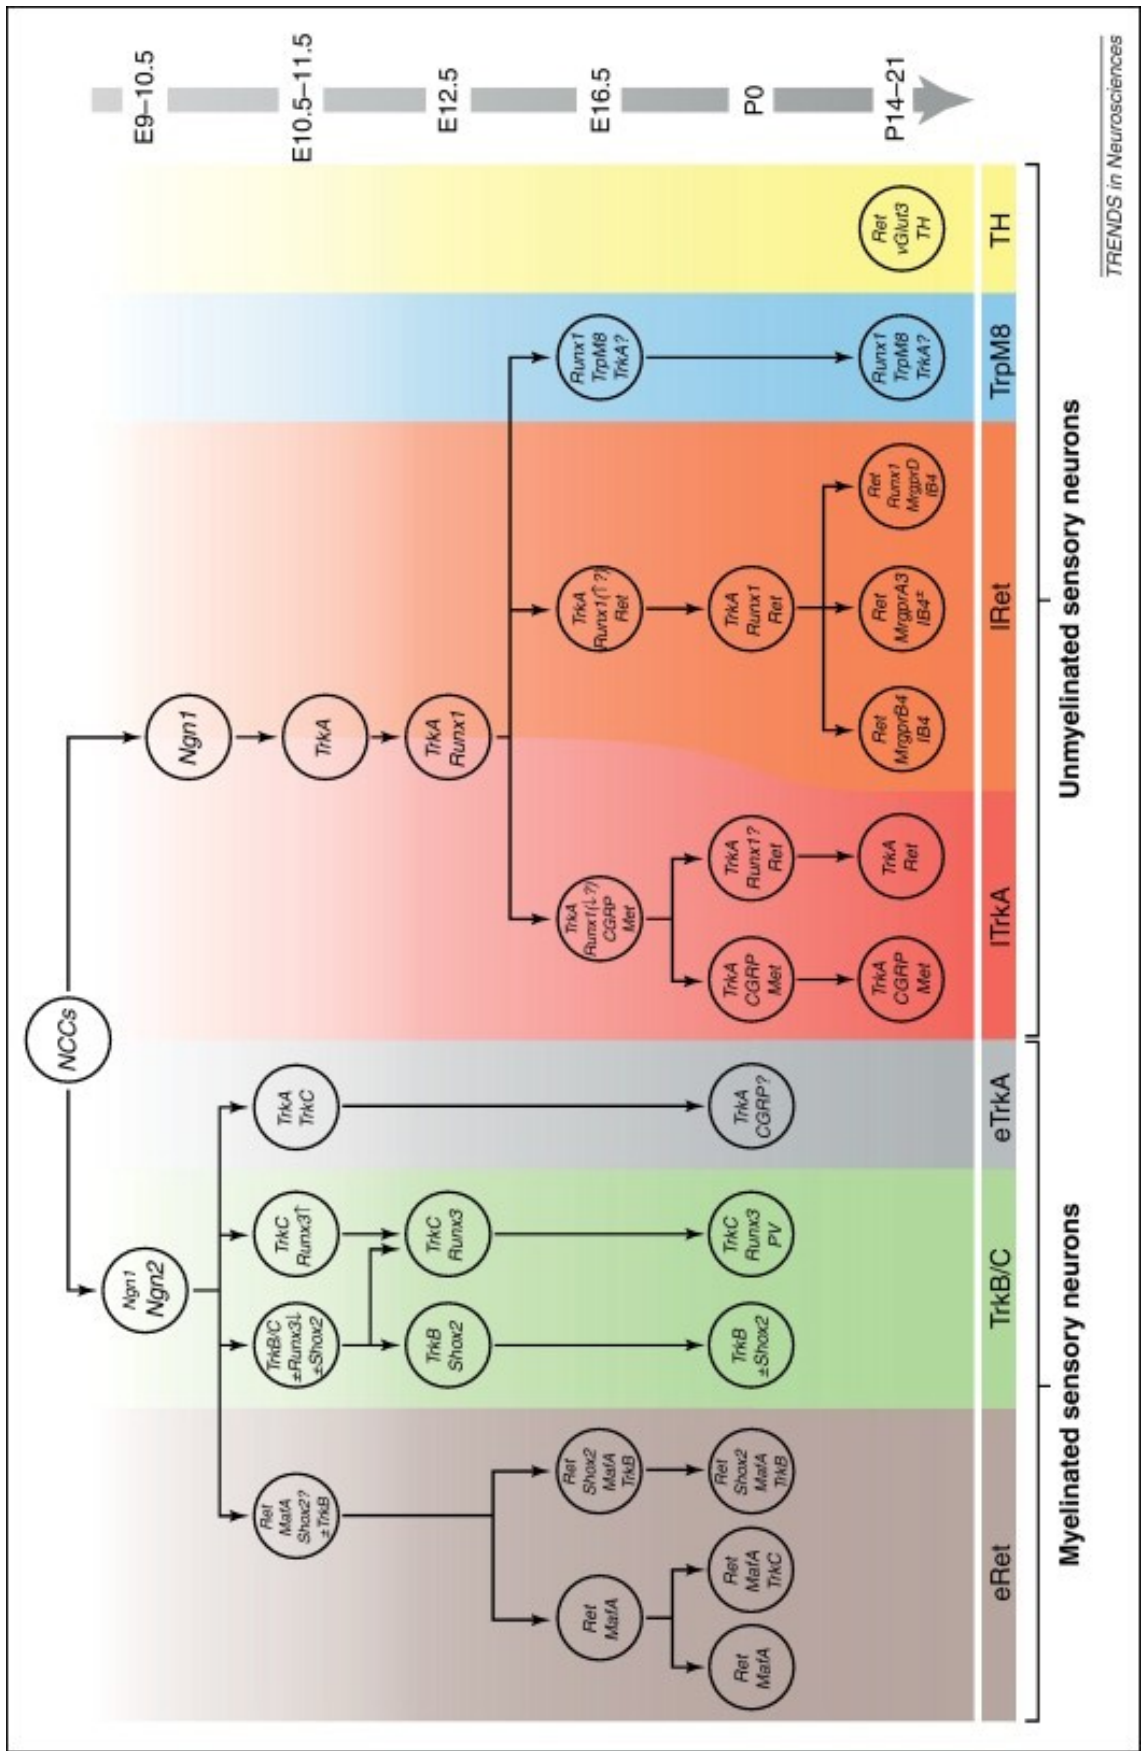 NCCs
Ngn1
Ngn2
Ngn1
E9–10.5
Ret
MafA
Shox2?
±TrkB
TrkB/C
±Runx3↓
±Shox2
TrkC
Runx3↑
TrkA
TrkC
TrkA
E10.5–11.5
TrkB
Shox2
TrkC
Runx3
TrkA
Runx1
E12.5
Ret
MafA
Ret
Shox2
MafA
TrkB
TrkA
Runx1(↓?)
CGRP
Met
TrkA
Runx1(↑?)
Ret
Runx1
TrpM8
TrkA?
E16.5
Ret
MafA
Ret
MafA
TrkC
Ret
Shox2
MafA
TrkB
TrkB
±Shox2
TrkC
Runx3
PV
TrkA
CGRP?
TrkA
CGRP
Met
TrkA
Runx1?
Ret
TrkA
Runx1
Ret
P0
TrkA
CGRP
Met
TrkA
Ret
Ret
MrgprB4
IB4
Ret
MrgprA3
IB4±
Ret
Runx1
MrgprD
IB4
Runx1
TrpM8
TrkA?
Ret
vGlut3
TH
P14–21
eRet
TrkB/C
eTrkA
lTrkA
lRet
TrpM8
TH
Myelinated sensory neurons
Unmyelinated sensory neurons
TRENDS in Neurosciences